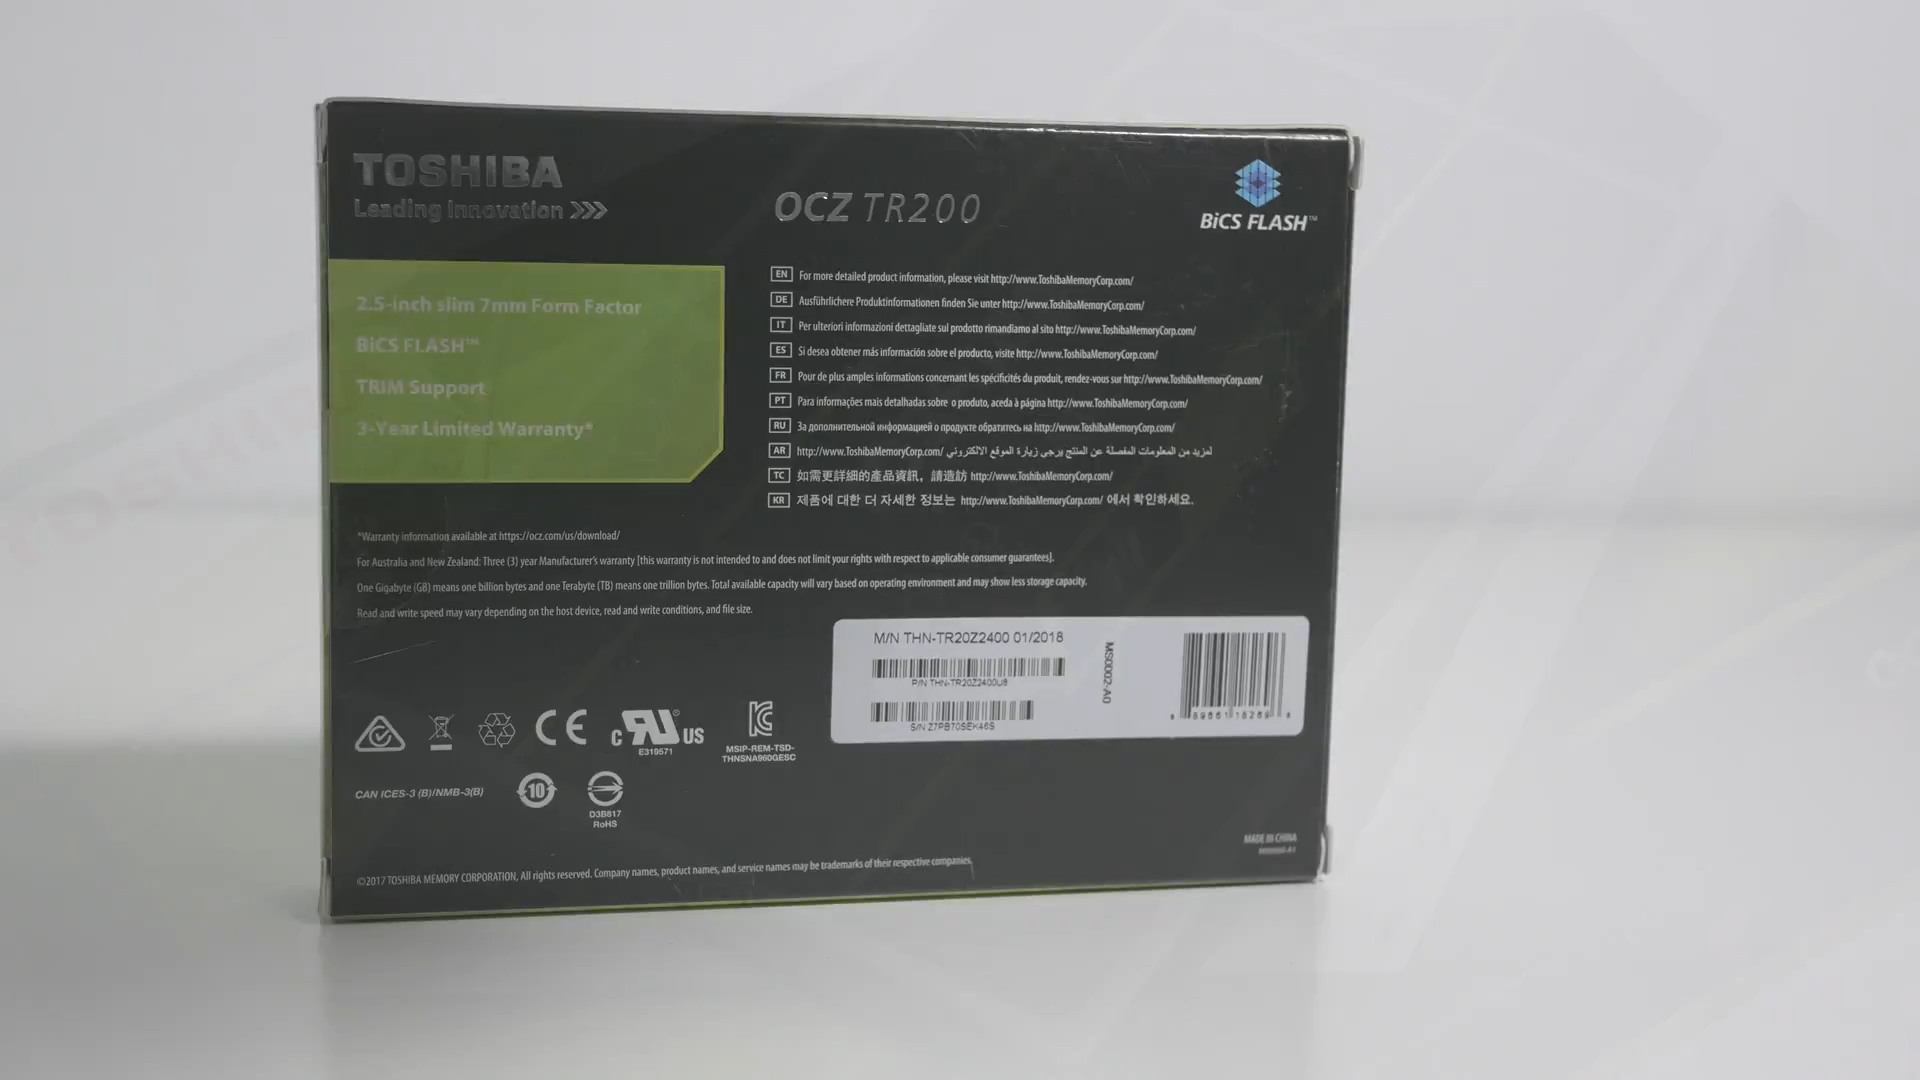 TOSHIBA
Leading Innovation >>>
OCZ TR200
BiCS FLASH™
2.5-inch slim 7mm Form Factor
BiCS FLASH™
TRIM Support
3-Year Limited Warranty*
EN For more detailed product information, please visit http://www.ToshibaMemoryCorp.com/
DE Ausführlichere Produktinformationen finden Sie unter http://www.ToshibaMemoryCorp.com/
IT Per ulteriori informazioni dettagliate sul prodotto rimandiamo al sito http://www.ToshibaMemoryCorp.com/
ES Si desea obtener más información sobre el producto, visite http://www.ToshibaMemoryCorp.com/
FR Pour de plus amples informations concernant les spécificités du produit, rendez-vous sur http://www.ToshibaMemoryCorp.com/
PT Para informações mais detalhadas sobre o produto, aceda à página http://www.ToshibaMemoryCorp.com/
RU За дополнительной информацией о продукте обратитесь на http://www.ToshibaMemoryCorp.com/
AR لمزيد من المعلومات المفصلة عن المنتج يرجى زيارة الموقع الالكتروني http://www.ToshibaMemoryCorp.com/
TC 如需更詳細的產品資訊，請造訪 http://www.ToshibaMemoryCorp.com/
KR 제품에 대한 더 자세한 정보는 http://www.ToshibaMemoryCorp.com/ 에서 확인하세요.
*Warranty information available at https://ocz.com/us/download/
For Australia and New Zealand: Three (3) year Manufacturer's warranty [this warranty is not intended to and does not limit your rights with respect to applicable consumer guarantees].
One Gigabyte (GB) means one billion bytes and one Terabyte (TB) means one trillion bytes. Total available capacity will vary based on operating environment and may show less storage capacity.
Read and write speed may vary depending on the host device, read and write conditions, and file size.
M/N THN-TR20Z2400 01/2018
P/N THN-TR20Z2400U8
S/N Z7PB70SEK46S
MS0002-A0
CE
c RU® US
E319571
MSIP-REM-TSD-
THNSNA960GESC
CAN ICES-3 (B)/NMB-3(B)
10
D3B817
RoHS
MADE IN CHINA
©2017 TOSHIBA MEMORY CORPORATION, All rights reserved. Company names, product names, and service names may be trademarks of their respective companies.